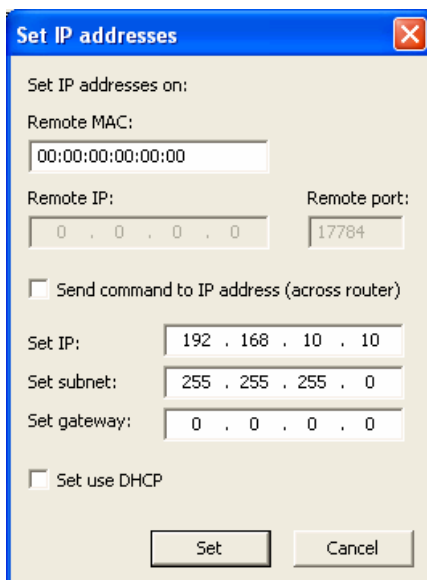 Set IP addresses
Set IP addresses on:
Remote MAC:
00:00:00:00:00:00
Remote IP: Remote port:
0 . 0 . 0 . 0 17784
Send command to IP address (across router)
Set IP: 192 . 168 . 10 . 10
Set subnet: 255 . 255 . 255 . 0
Set gateway: 0 . 0 . 0 . 0
Set use DHCP
Set Cancel